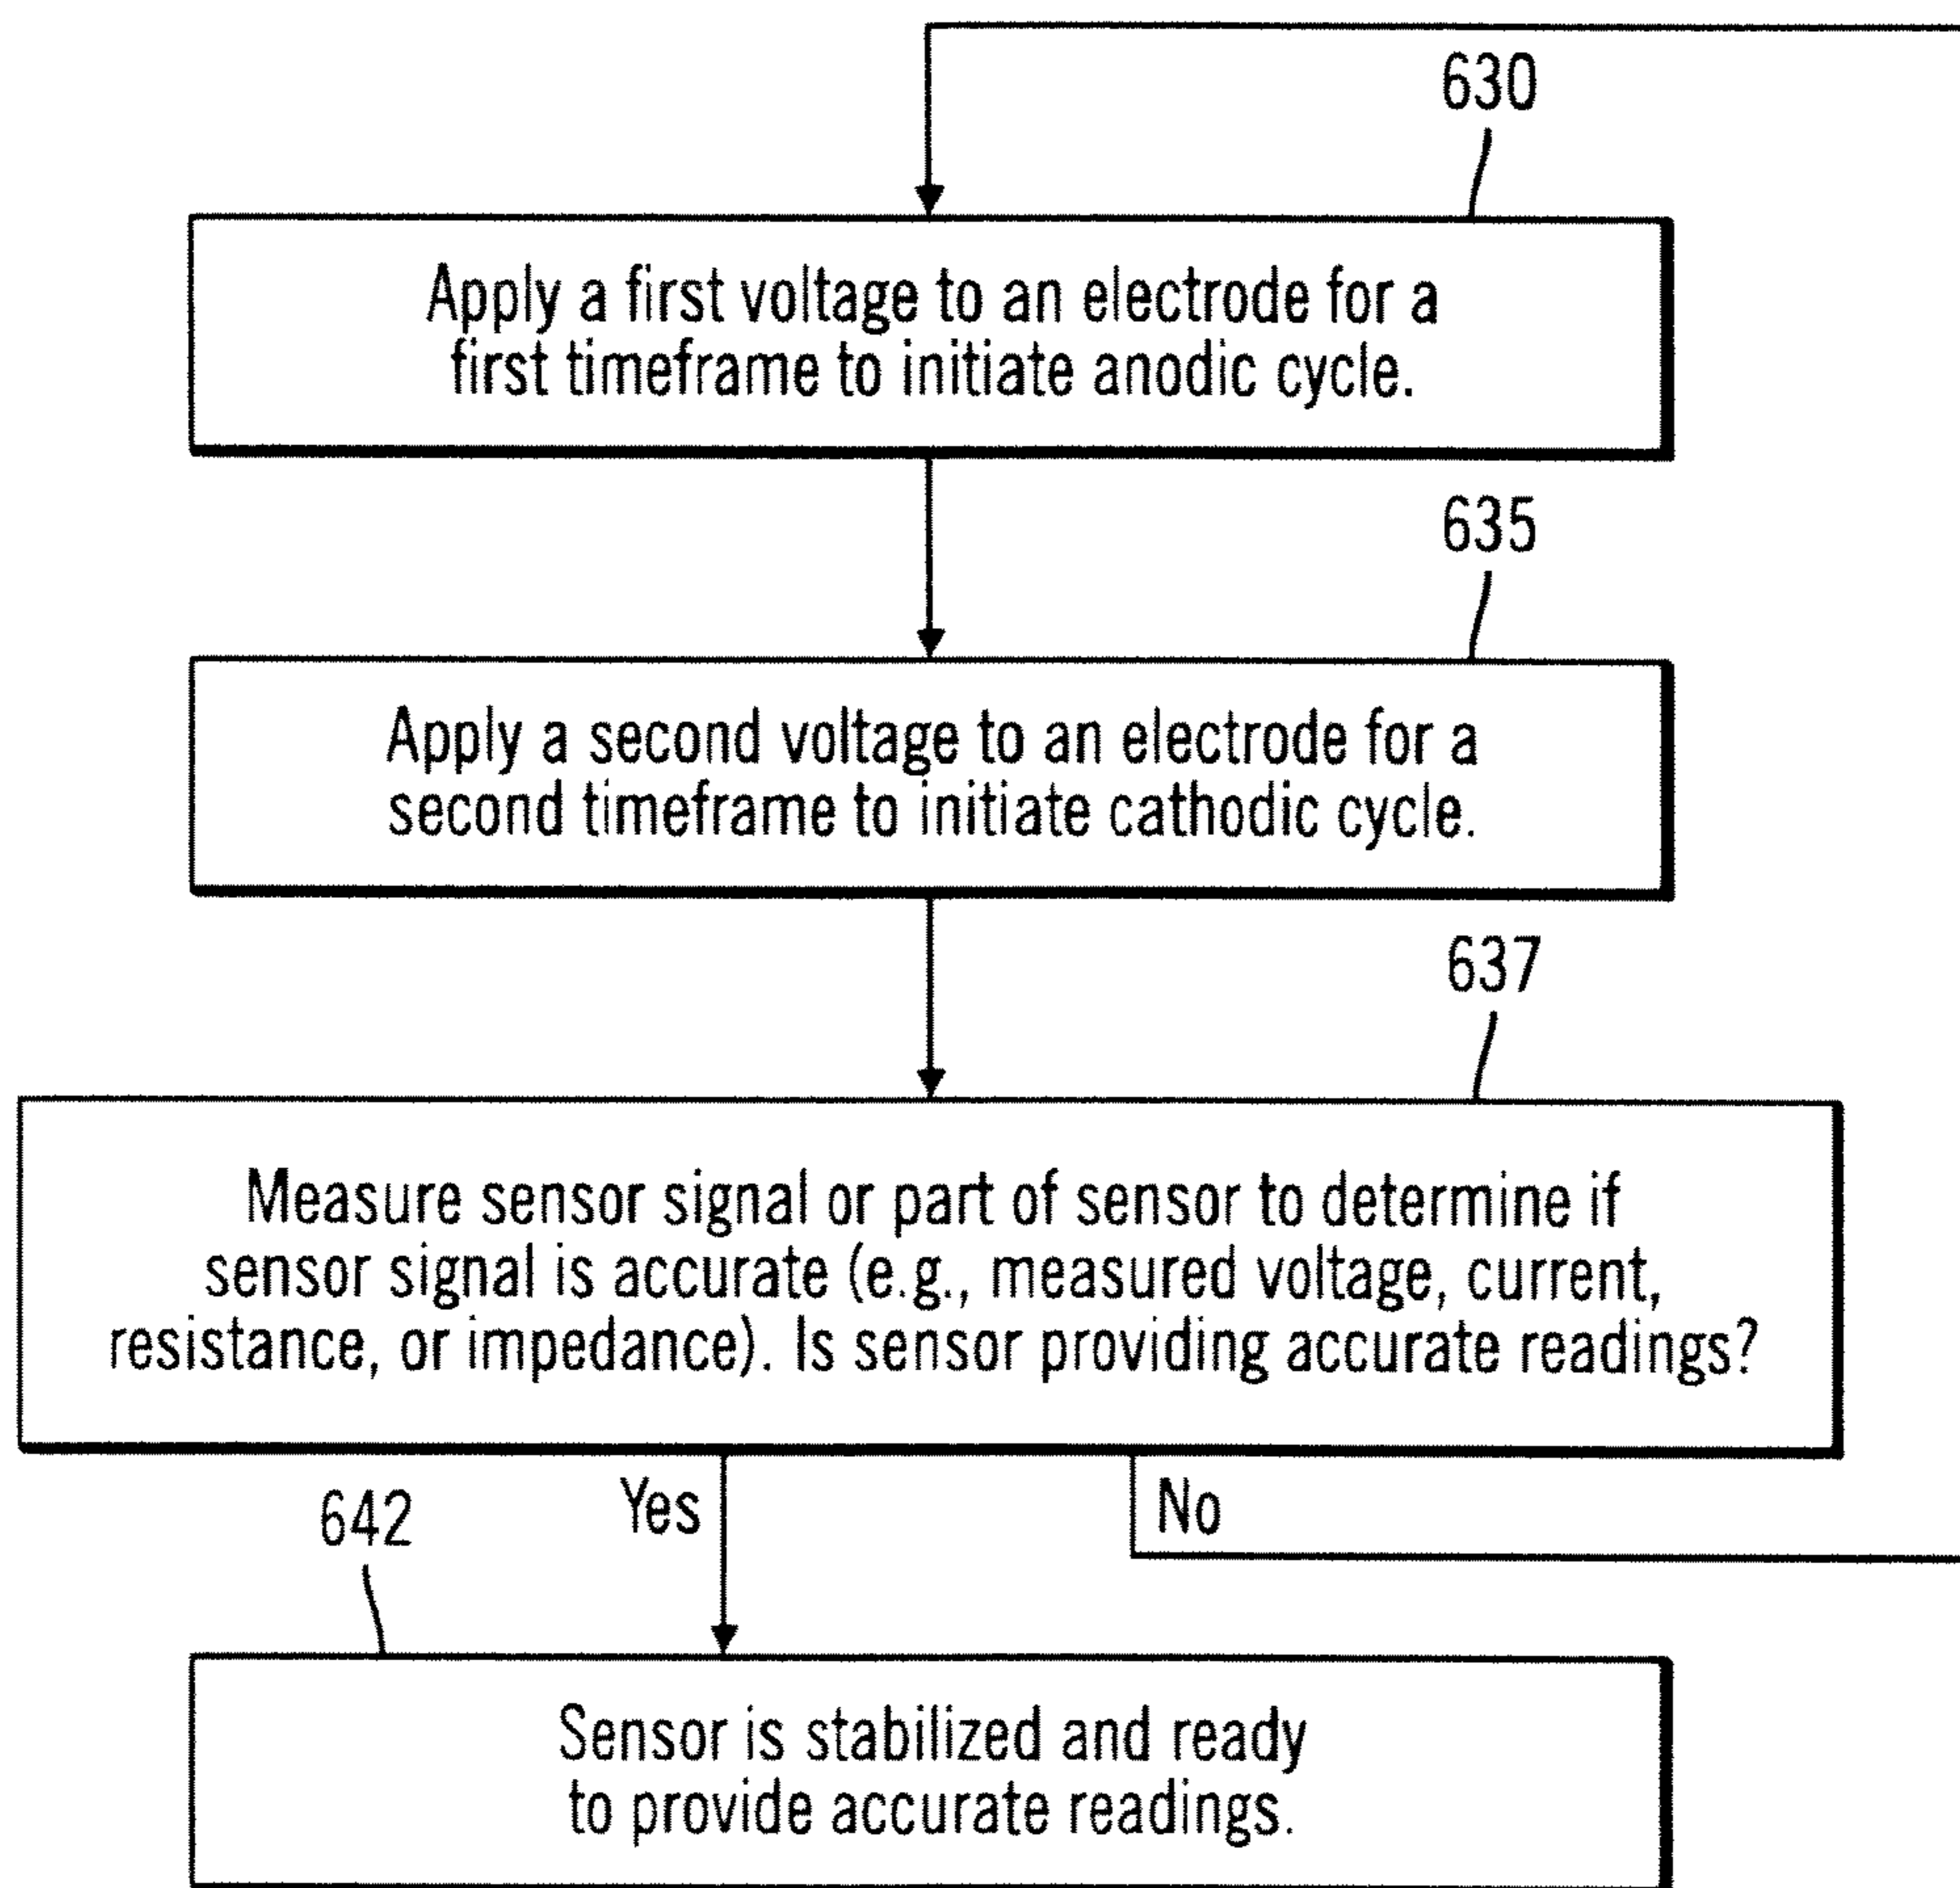 630
Apply a first voltage to an electrode for a
first timeframe to initiate anodic cycle.
635
Apply a second voltage to an electrode for a
second timeframe to initiate cathodic cycle.
637
Measure sensor signal or part of sensor to determine if
sensor signal is accurate (e.g., measured voltage, current,
resistance, or impedance). Is sensor providing accurate readings?
Yes
No
642
Sensor is stabilized and ready
to provide accurate readings.